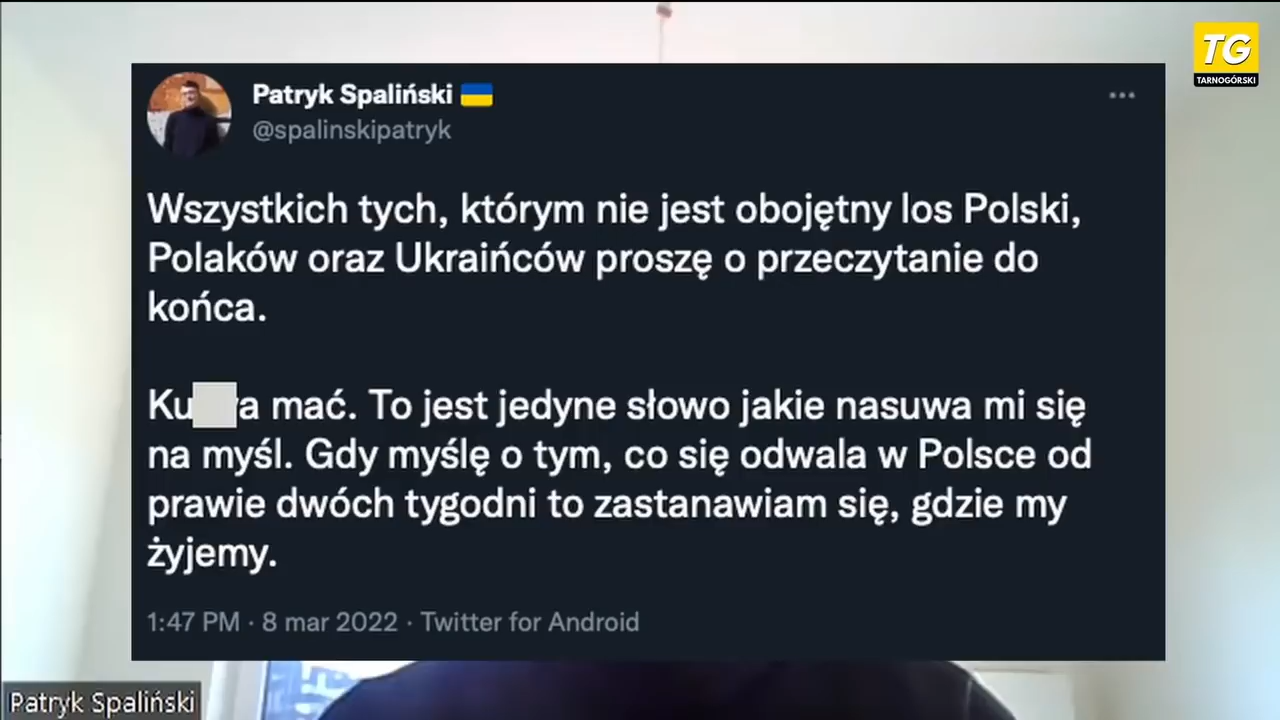 TG
TARNOGÓRSKI
Patryk Spaliński
@spalinskipatryk
Wszystkich tych, którym nie jest obojętny los Polski,
Polaków oraz Ukraińców proszę o przeczytanie do
końca.
Ku a mać. To jest jedyne słowo jakie nasuwa mi się
na myśl. Gdy myślę o tym, co się odwala w Polsce od
prawie dwóch tygodni to zastanawiam się, gdzie my
żyjemy.
1:47 PM · 8 mar 2022 · Twitter for Android
Patryk Spaliński